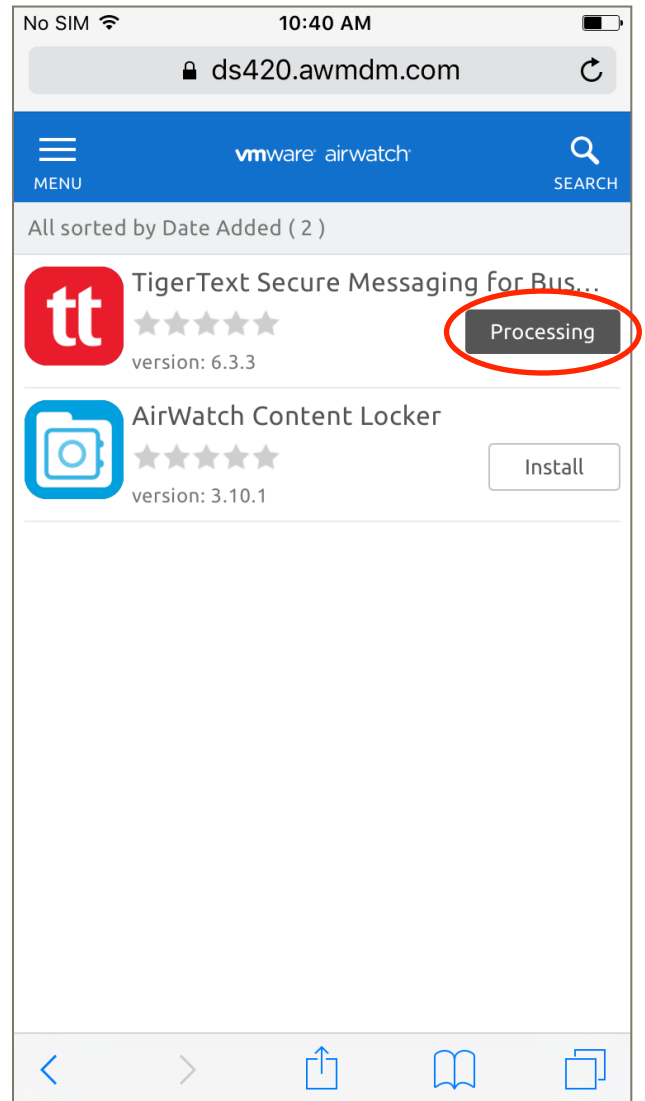 No SIM 10:40 AM
ds420.awmdm.com
vmware airwatch
MENU SEARCH
All sorted by Date Added ( 2 )
tt
TigerText Secure Messaging for Bus...
Processing
version: 6.3.3
AirWatch Content Locker
Install
version: 3.10.1